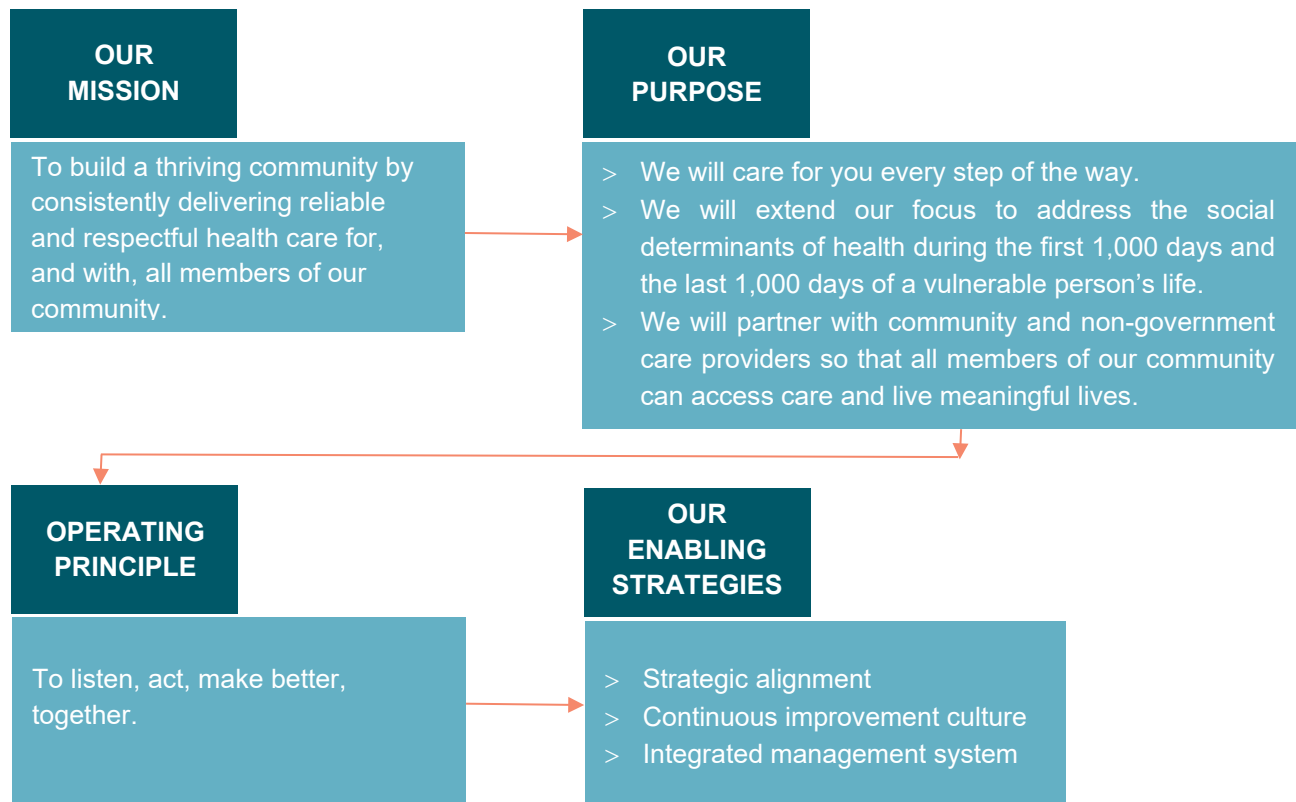 OUR
MISSION
To build a thriving community by
consistently delivering reliable
and respectful health care for,
and with, all members of our
community.
OUR
PURPOSE
> We will care for you every step of the way.
> We will extend our focus to address the social
determinants of health during the first 1,000 days and
the last 1,000 days of a vulnerable person’s life.
> We will partner with community and non-government
care providers so that all members of our community
can access care and live meaningful lives.
OPERATING
PRINCIPLE
To listen, act, make better,
together.
OUR
ENABLING
STRATEGIES
> Strategic alignment
> Continuous improvement culture
> Integrated management system